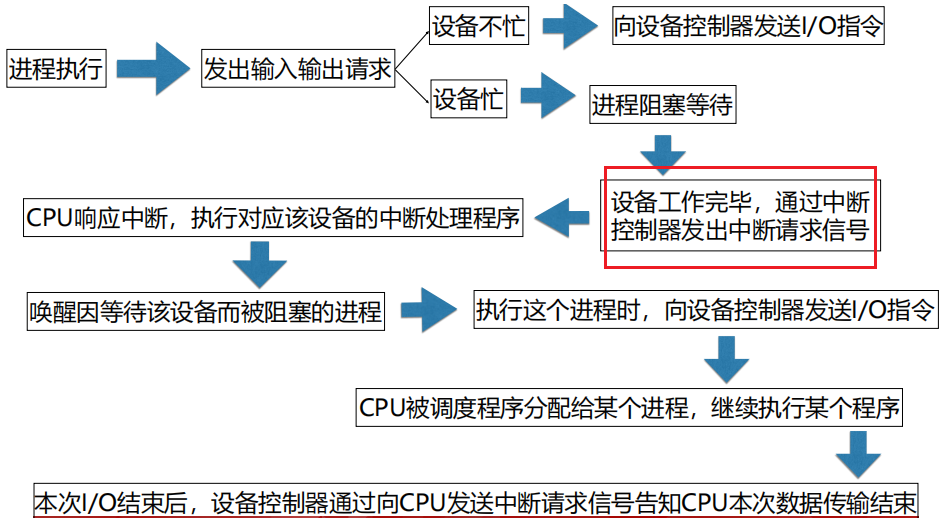 进程执行
发出输入输出请求
设备不忙
向设备控制器发送I/O指令
设备忙
进程阻塞等待
设备工作完毕，通过中断
控制器发出中断请求信号
CPU响应中断，执行对应该设备的中断处理程序
唤醒因等待该设备而被阻塞的进程
执行这个进程时，向设备控制器发送I/O指令
CPU被调度程序分配给某个进程，继续执行某个程序
本次I/O结束后，设备控制器通过向CPU发送中断请求信号告知CPU本次数据传输结束